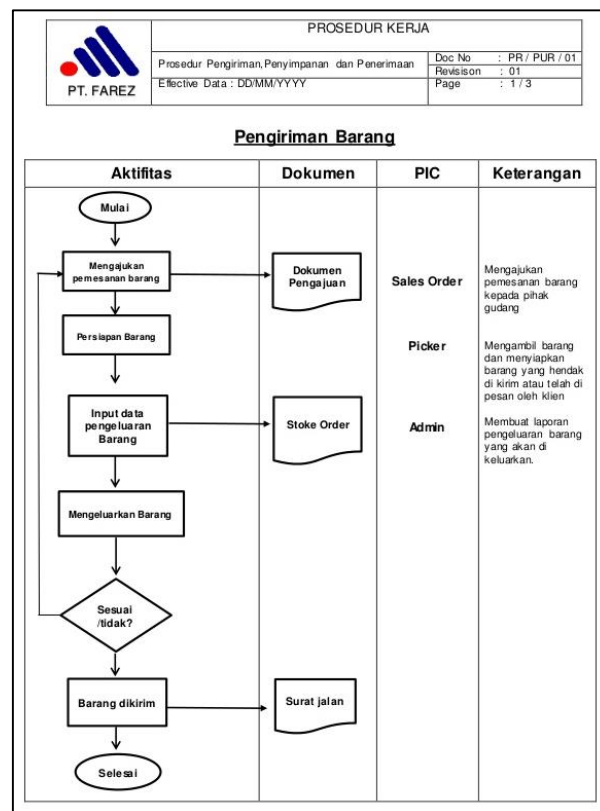 PROSEDUR KERJA
PT. FAREZ
Prosedur Pengiriman,Penyimpanan dan Penerimaan
Doc No : PR / PUR / 01
Revisison : 01
Effective Data : DD/MM/YYYY
Page : 1 / 3
Pengiriman Barang
Aktifitas
Dokumen
PIC
Keterangan
Mulai
Mengajukan
pemesanan barang
Dokumen
Pengajuan
Sales Order
Mengajukan
pemesanan barang
kepada pihak
gudang
Persiapan Barang
Picker
Mengambil barang
dan menyiapkan
barang yang hendak
di kirim atau telah di
pesan oleh klien
Input data
pengeluaran
Barang
Stoke Order
Admin
Membuat laporan
pengeluaran barang
yang akan di
keluarkan.
Mengeluarkan Barang
Sesuai
/tidak?
Barang dikirim
Surat jalan
Selesai